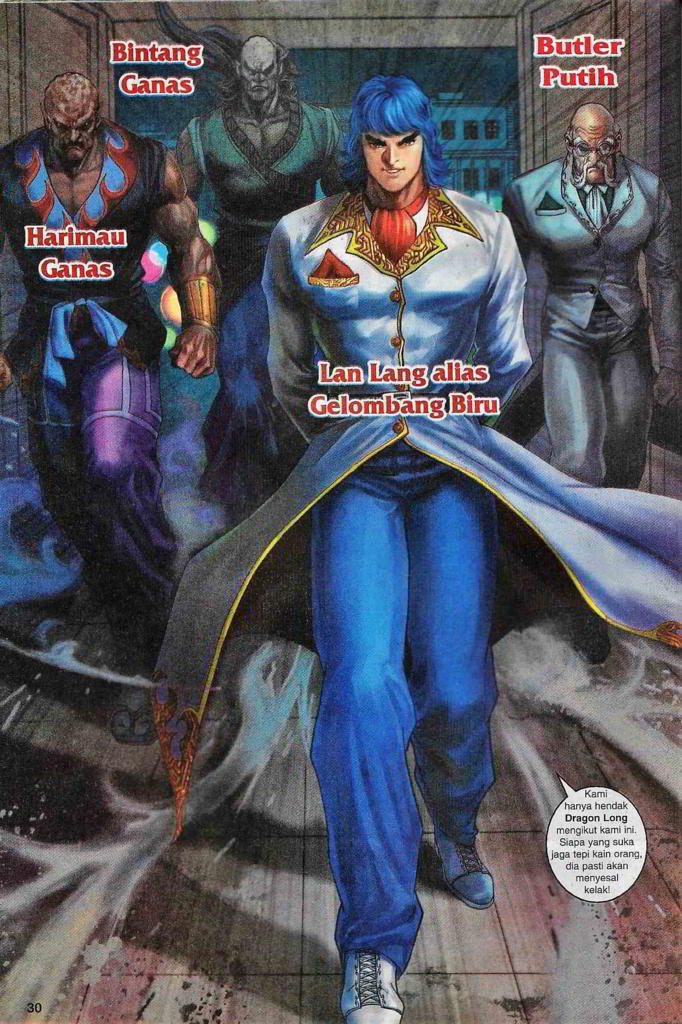 Bintang
Ganas
Butler
Putih
Harimau
Ganas
Lan Lang alias
Gelombang Biru
Kami
hanya hendak
Dragon Long
mengikut kami ini.
Siapa yang suka
jaga tepi kain orang,
dia pasti akan
menyesal
kelak!
30